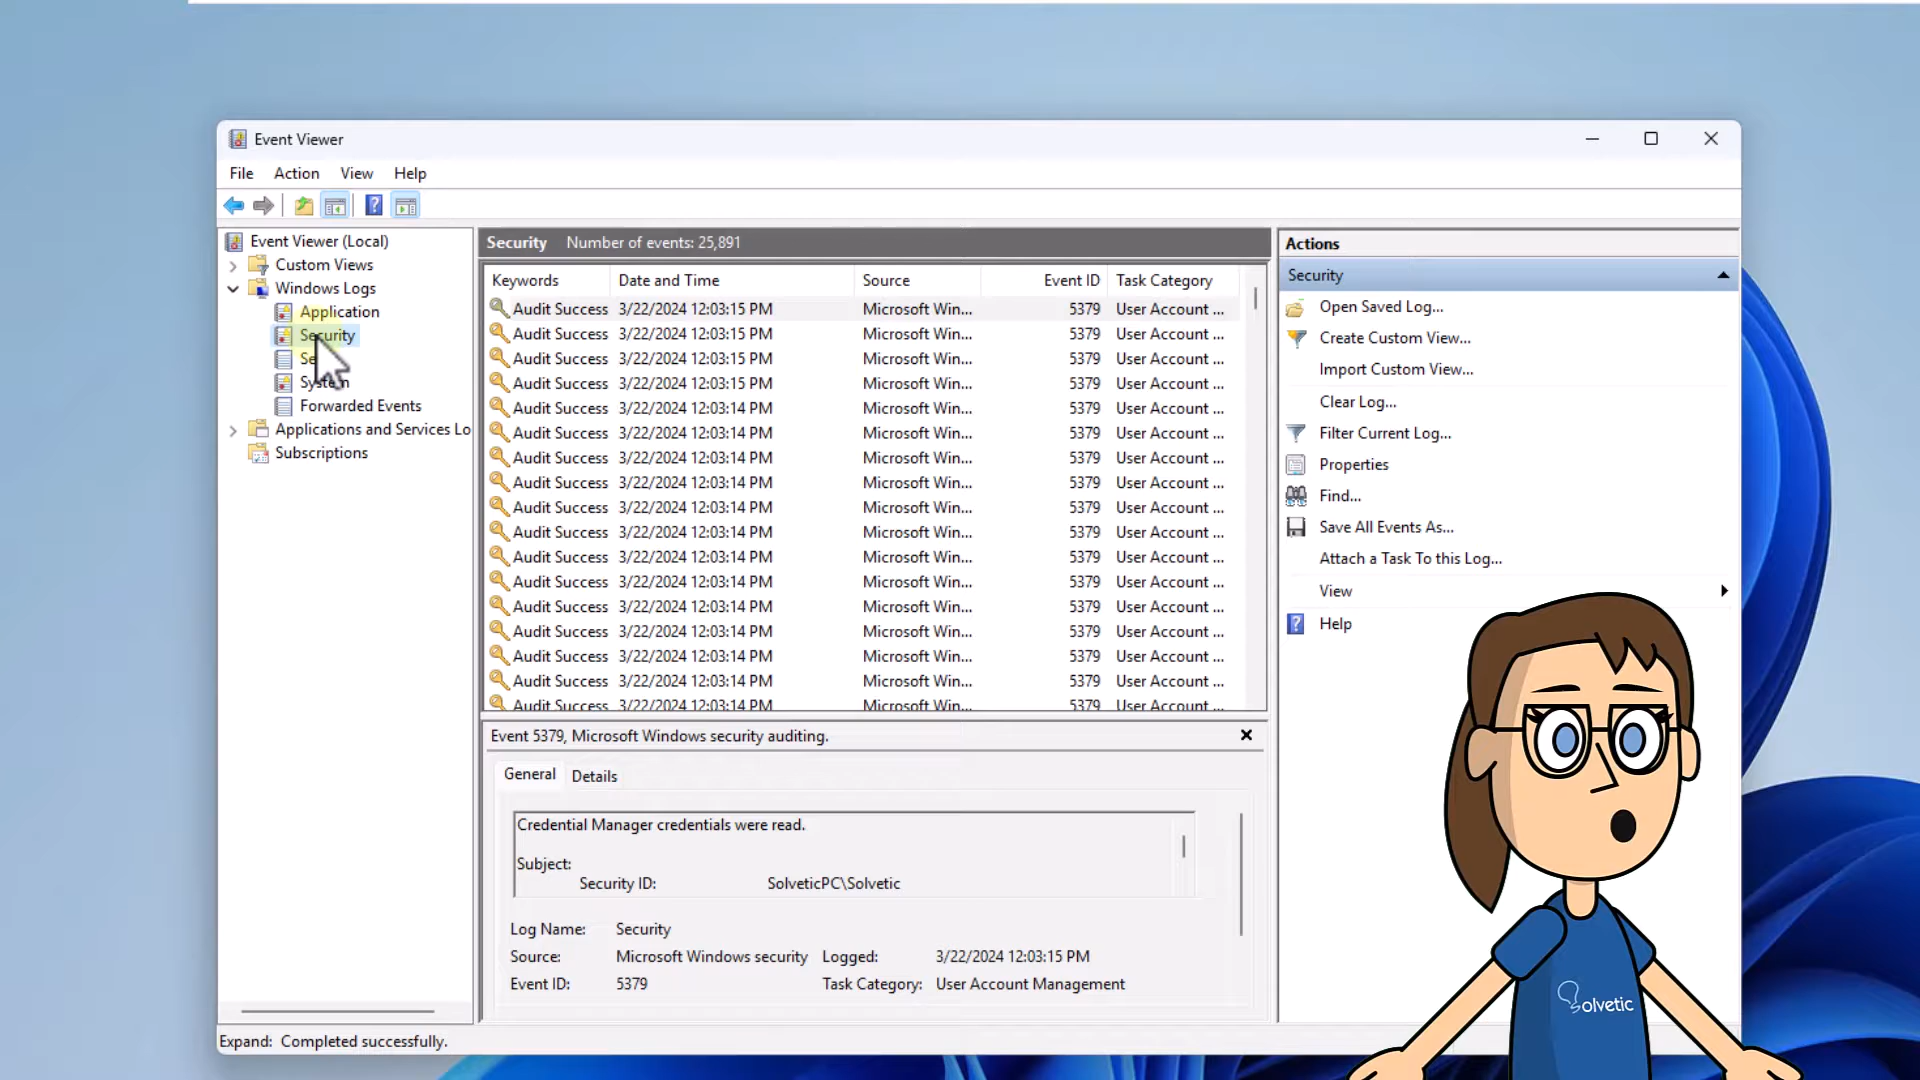 Event Viewer
File Action View Help
Event Viewer (Local)
Custom Views
Windows Logs
Application
Security
Se
System
Forwarded Events
Applications and Services Lo
Subscriptions
Security Number of events: 25,891
Keywords Date and Time Source Event ID Task Category
Audit Success 3/22/2024 12:03:15 PM Microsoft Win... 5379 User Account ...
Audit Success 3/22/2024 12:03:15 PM Microsoft Win... 5379 User Account ...
Audit Success 3/22/2024 12:03:15 PM Microsoft Win... 5379 User Account ...
Audit Success 3/22/2024 12:03:15 PM Microsoft Win... 5379 User Account ...
Audit Success 3/22/2024 12:03:14 PM Microsoft Win... 5379 User Account ...
Audit Success 3/22/2024 12:03:14 PM Microsoft Win... 5379 User Account ...
Audit Success 3/22/2024 12:03:14 PM Microsoft Win... 5379 User Account ...
Audit Success 3/22/2024 12:03:14 PM Microsoft Win... 5379 User Account ...
Audit Success 3/22/2024 12:03:14 PM Microsoft Win... 5379 User Account ...
Audit Success 3/22/2024 12:03:14 PM Microsoft Win... 5379 User Account ...
Audit Success 3/22/2024 12:03:14 PM Microsoft Win... 5379 User Account ...
Audit Success 3/22/2024 12:03:14 PM Microsoft Win... 5379 User Account ...
Audit Success 3/22/2024 12:03:14 PM Microsoft Win... 5379 User Account ...
Audit Success 3/22/2024 12:03:14 PM Microsoft Win... 5379 User Account ...
Audit Success 3/22/2024 12:03:14 PM Microsoft Win... 5379 User Account ...
Audit Success 3/22/2024 12:03:14 PM Microsoft Win... 5379 User Account ...
Audit Success 3/22/2024 12:03:14 PM Microsoft Win... 5379 User Account ...
Event 5379, Microsoft Windows security auditing.
General Details
Credential Manager credentials were read.
Subject:
Security ID: SolveticPC\Solvetic
Log Name: Security
Source: Microsoft Windows security Logged: 3/22/2024 12:03:15 PM
Event ID: 5379 Task Category: User Account Management
Actions
Security
Open Saved Log...
Create Custom View...
Import Custom View...
Clear Log...
Filter Current Log...
Properties
Find...
Save All Events As...
Attach a Task To this Log...
View
Help
Solvetic
Expand: Completed successfully.